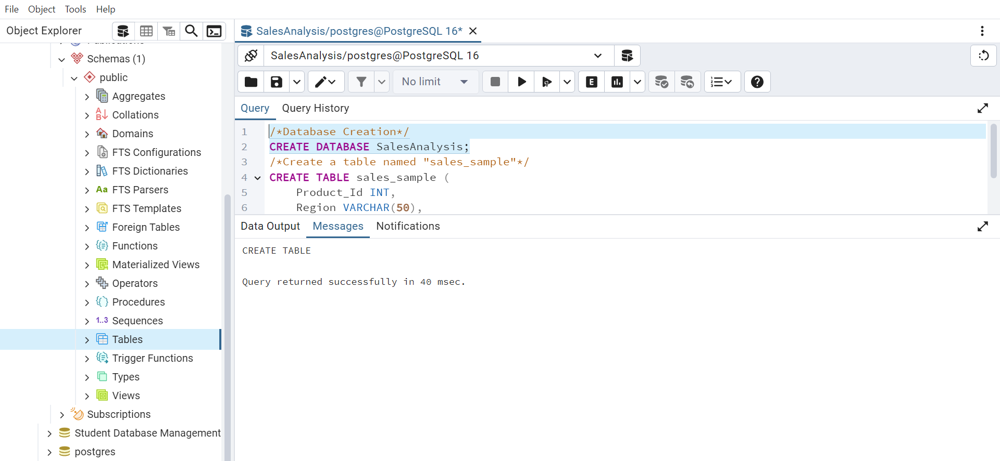 File Object Tools Help
Object Explorer
SalesAnalysis/postgres@PostgreSQL 16*
SalesAnalysis/postgres@PostgreSQL 16
No limit
E
Query Query History
1 /*Database Creation*/
2 CREATE DATABASE SalesAnalysis;
3 /*Create a table named "sales_sample"*/
4 CREATE TABLE sales_sample (
5 Product_Id INT,
6 Region VARCHAR(50),
Data Output Messages Notifications
CREATE TABLE
Query returned successfully in 40 msec.
Publications
Schemas (1)
public
Aggregates
Collations
Domains
FTS Configurations
FTS Dictionaries
Aa FTS Parsers
FTS Templates
Foreign Tables
Functions
Materialized Views
Operators
Procedures
1..3 Sequences
Tables
Trigger Functions
Types
Views
Subscriptions
Student Database Management
postgres